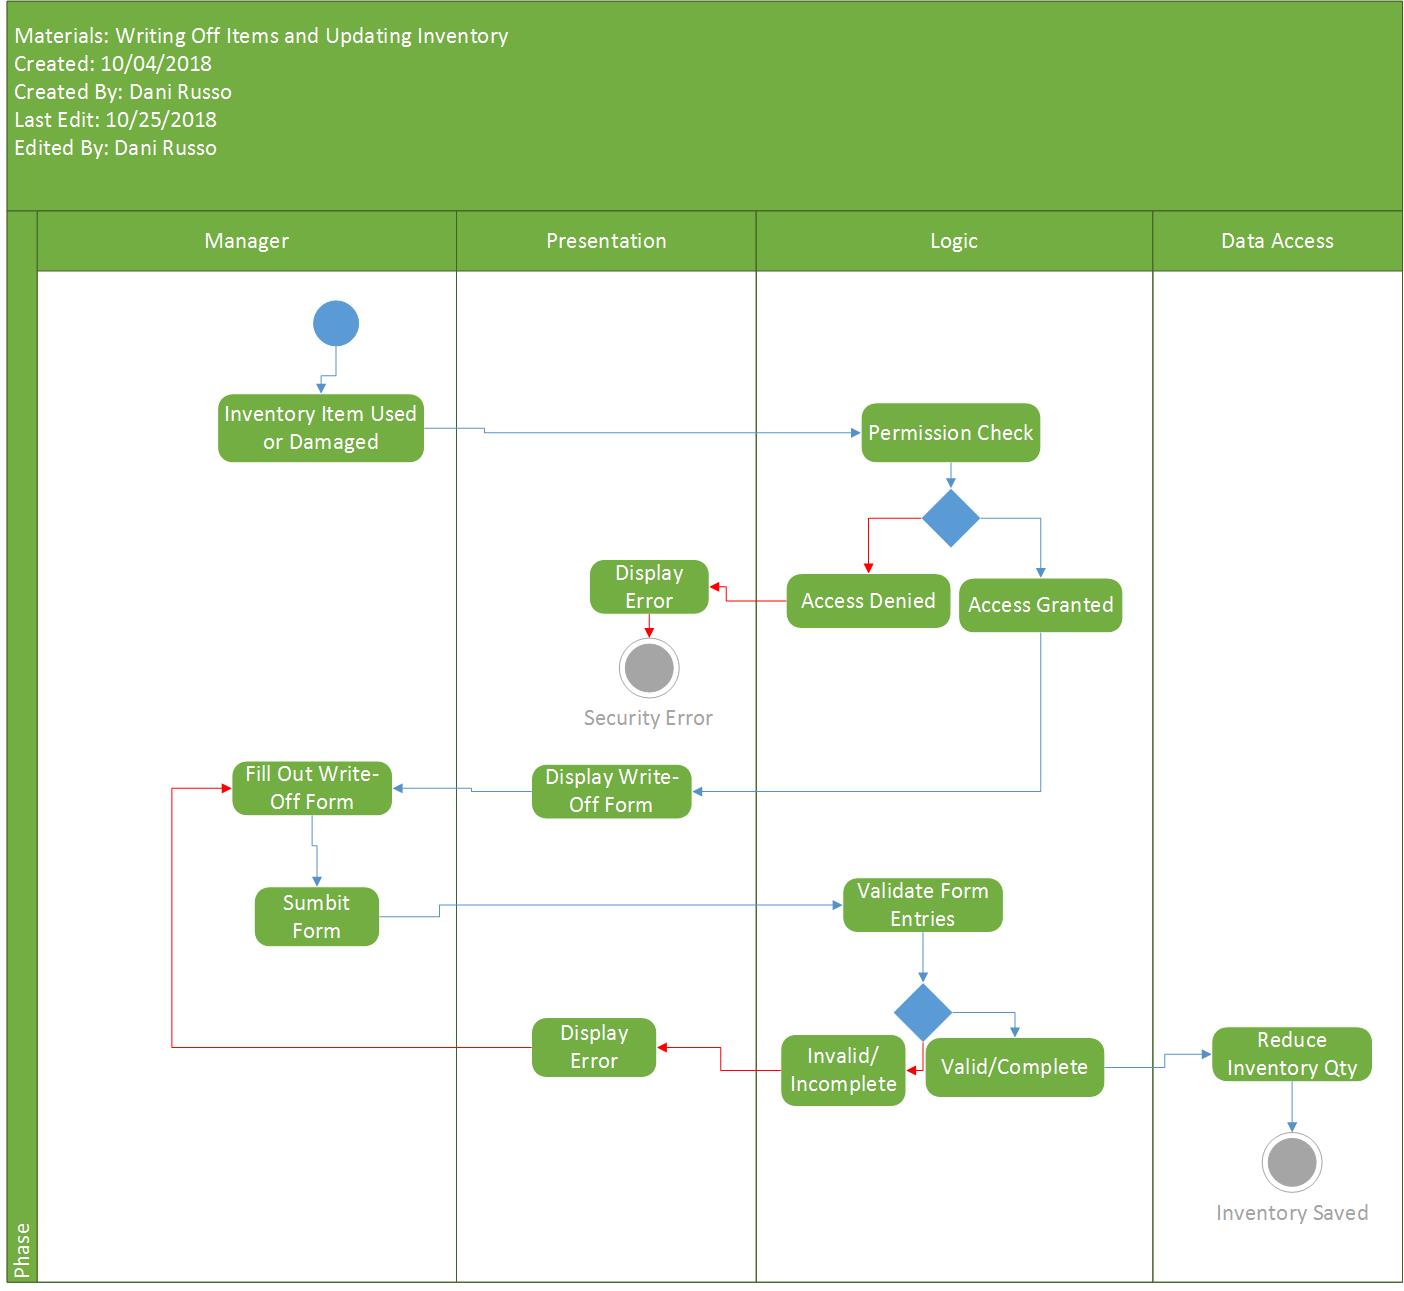 Materials: Writing Off Items and Updating Inventory
Created: 10/04/2018
Created By: Dani Russo
Last Edit: 10/25/2018
Edited By: Dani Russo
Manager
Presentation
Logic
Data Access
Inventory Item Used
or Damaged
Permission Check
Display
Error
Access Denied
Access Granted
Security Error
Fill Out Write-
Off Form
Display Write-
Off Form
Sumbit
Form
Validate Form
Entries
Display
Error
Invalid/
Incomplete
Valid/Complete
Reduce
Inventory Qty
Inventory Saved
Phase